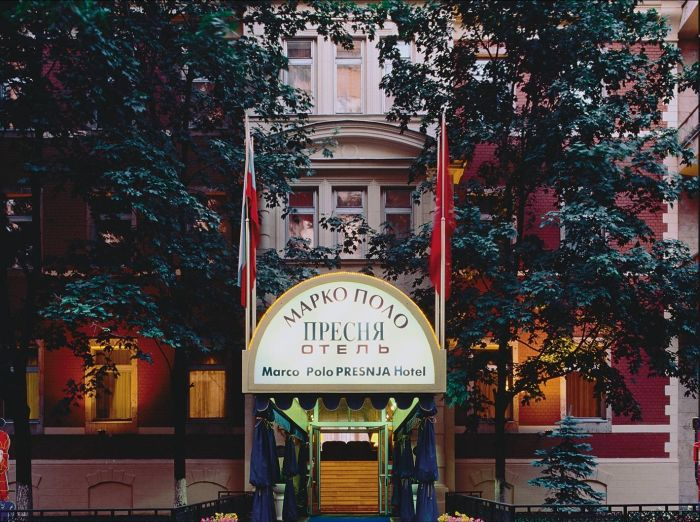 МАРКО ПОЛО
ПРЕСНЯ
ОТЕЛЬ
Marco Polo PRESNJA Hotel